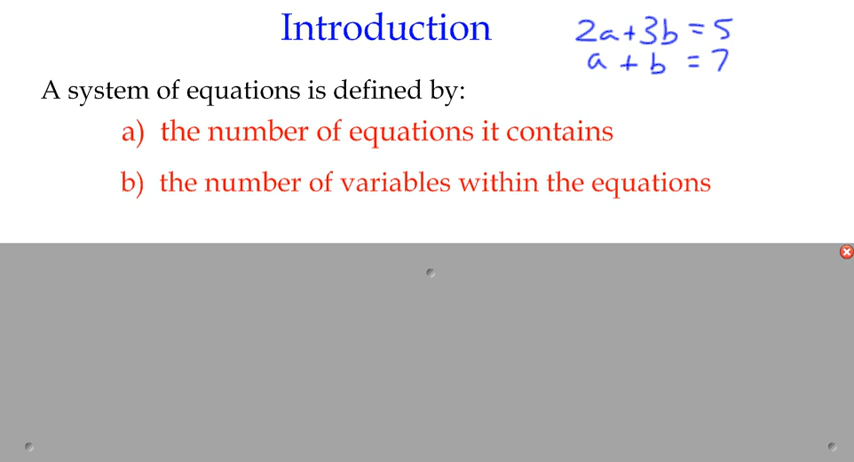 Introduction
2a+3b=5
a+b=7
A system of equations is defined by:
a) the number of equations it contains
b) the number of variables within the equations